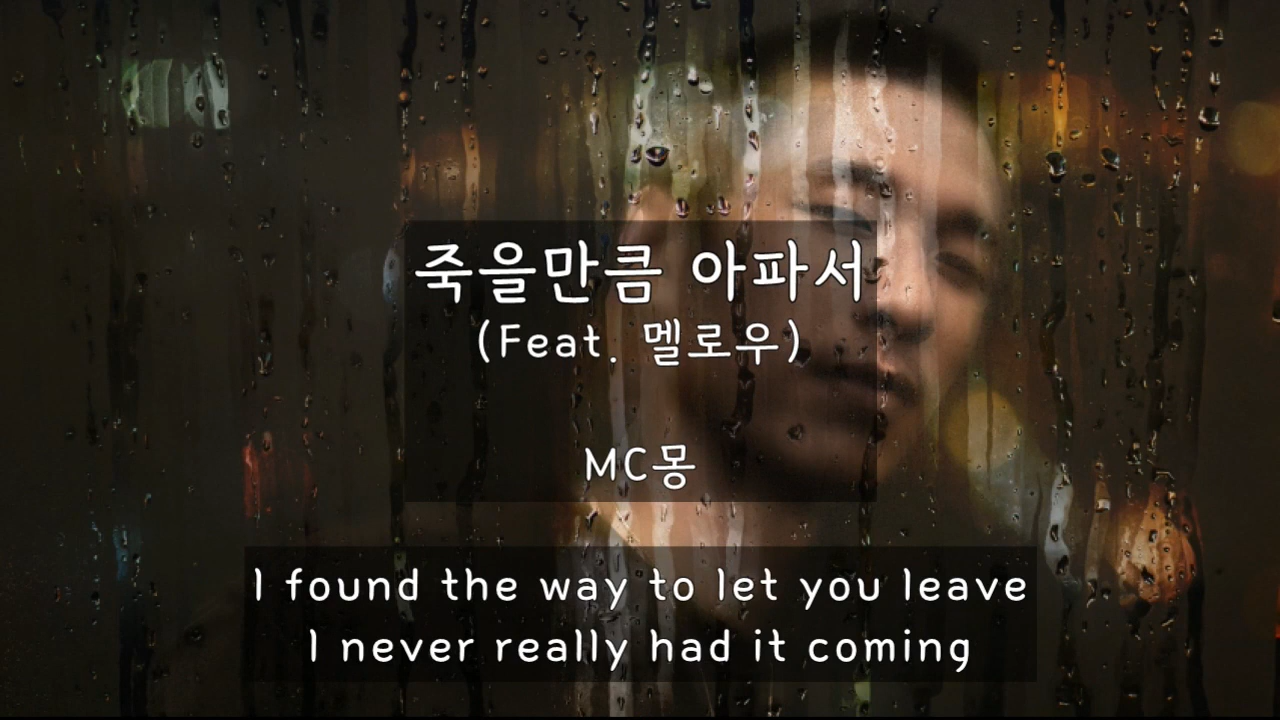 죽을만큼 아파서
(Feat. 멜로우)
MC몽
I found the way to let you leave
I never really had it coming